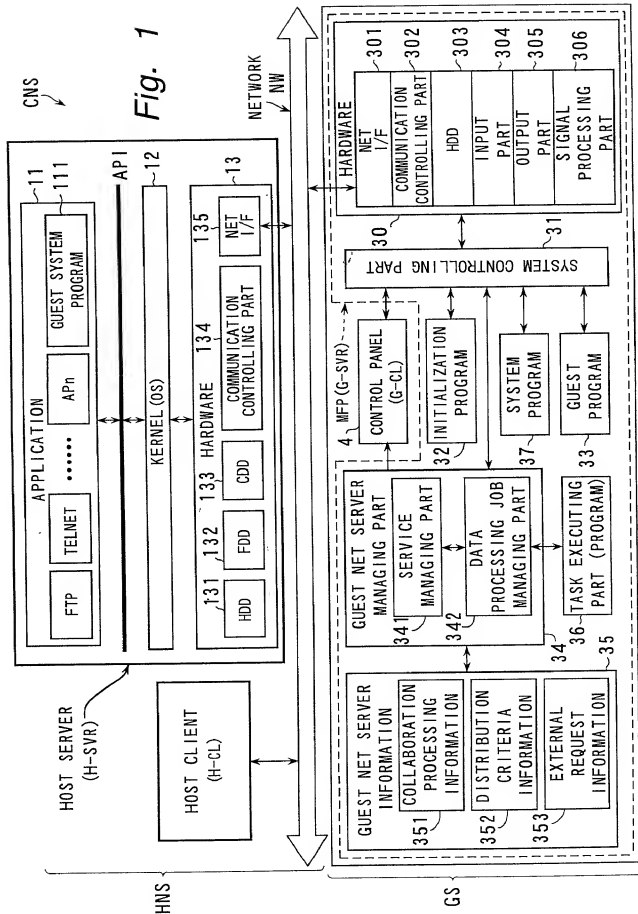 Fig. 1
CNS
HOST SERVER
(H-SVR)
11
APPLICATION
FTP
TELNET
......
APn
GUEST SYSTEM
PROGRAM
111
API
KERNEL(OS)
12
HARDWARE
13
131
HDD
132
FDD
133
CDD
134
COMMUNICATION
CONTROLLING PART
135
NET
I/F
HOST CLIENT
(H-CL)
NETWORK
NW
HNS
GS
GUEST NET SERVER
INFORMATION
35
COLLABORATION
PROCESSING
INFORMATION
351
DISTRIBUTION
CRITERIA
INFORMATION
352
EXTERNAL
REQUEST
INFORMATION
353
GUEST NET SERVER
MANAGING PART
34
SERVICE
MANAGING PART
341
DATA
PROCESSING JOB
MANAGING PART
342
TASK EXECUTING
PART (PROGRAM)
36
MFP(G-SVR)
4
CONTROL PANEL
(G-CL)
INITIALIZATION
PROGRAM
32
SYSTEM
PROGRAM
37
GUEST PROGRAM
33
SYSTEM CONTROLLING PART
31
30
HARDWARE
NET
I/F
301
COMMUNICATION
CONTROLLING PART
302
HDD
303
INPUT
PART
304
OUTPUT
PART
305
SIGNAL
PROCESSING
PART
306